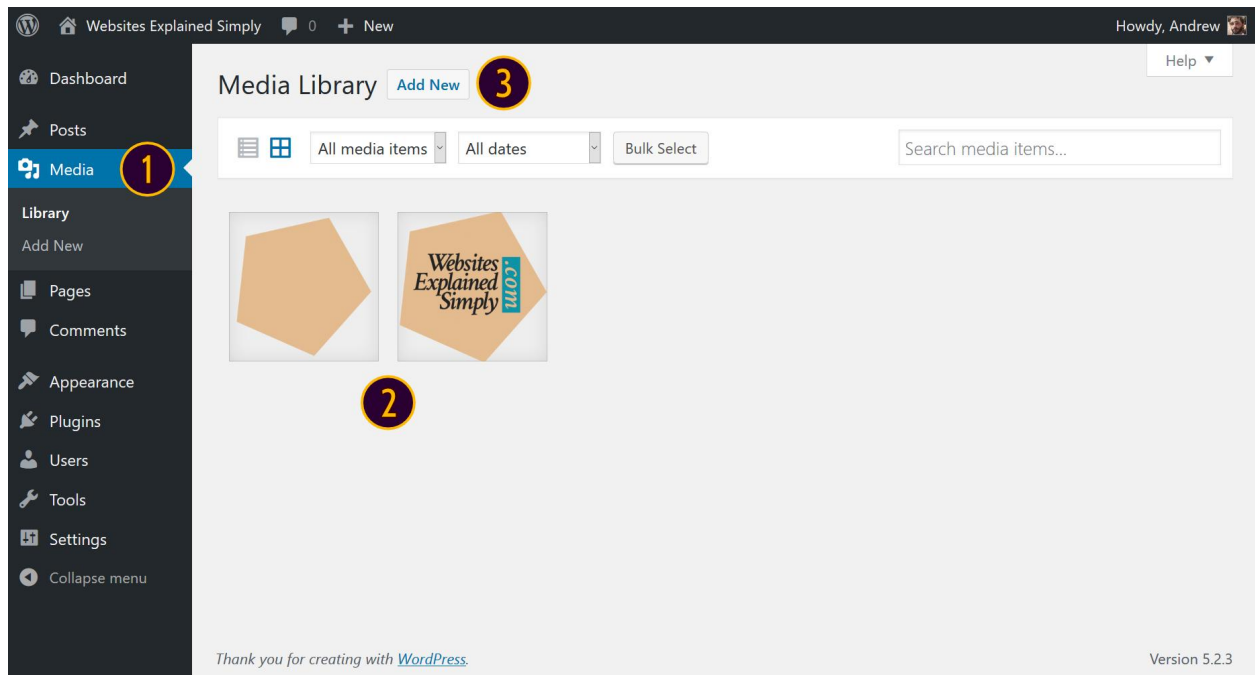 Websites Explained Simply 0 + New Howdy, Andrew
Help ▼
Dashboard
Posts
Media 1
Library
Add New
Pages
Comments
Appearance
Plugins
Users
Tools
Settings
Collapse menu
Media Library Add New 3
All media items All dates Bulk Select Search media items...
Websites
Explained
Simply
.com
2
Thank you for creating with WordPress. Version 5.2.3